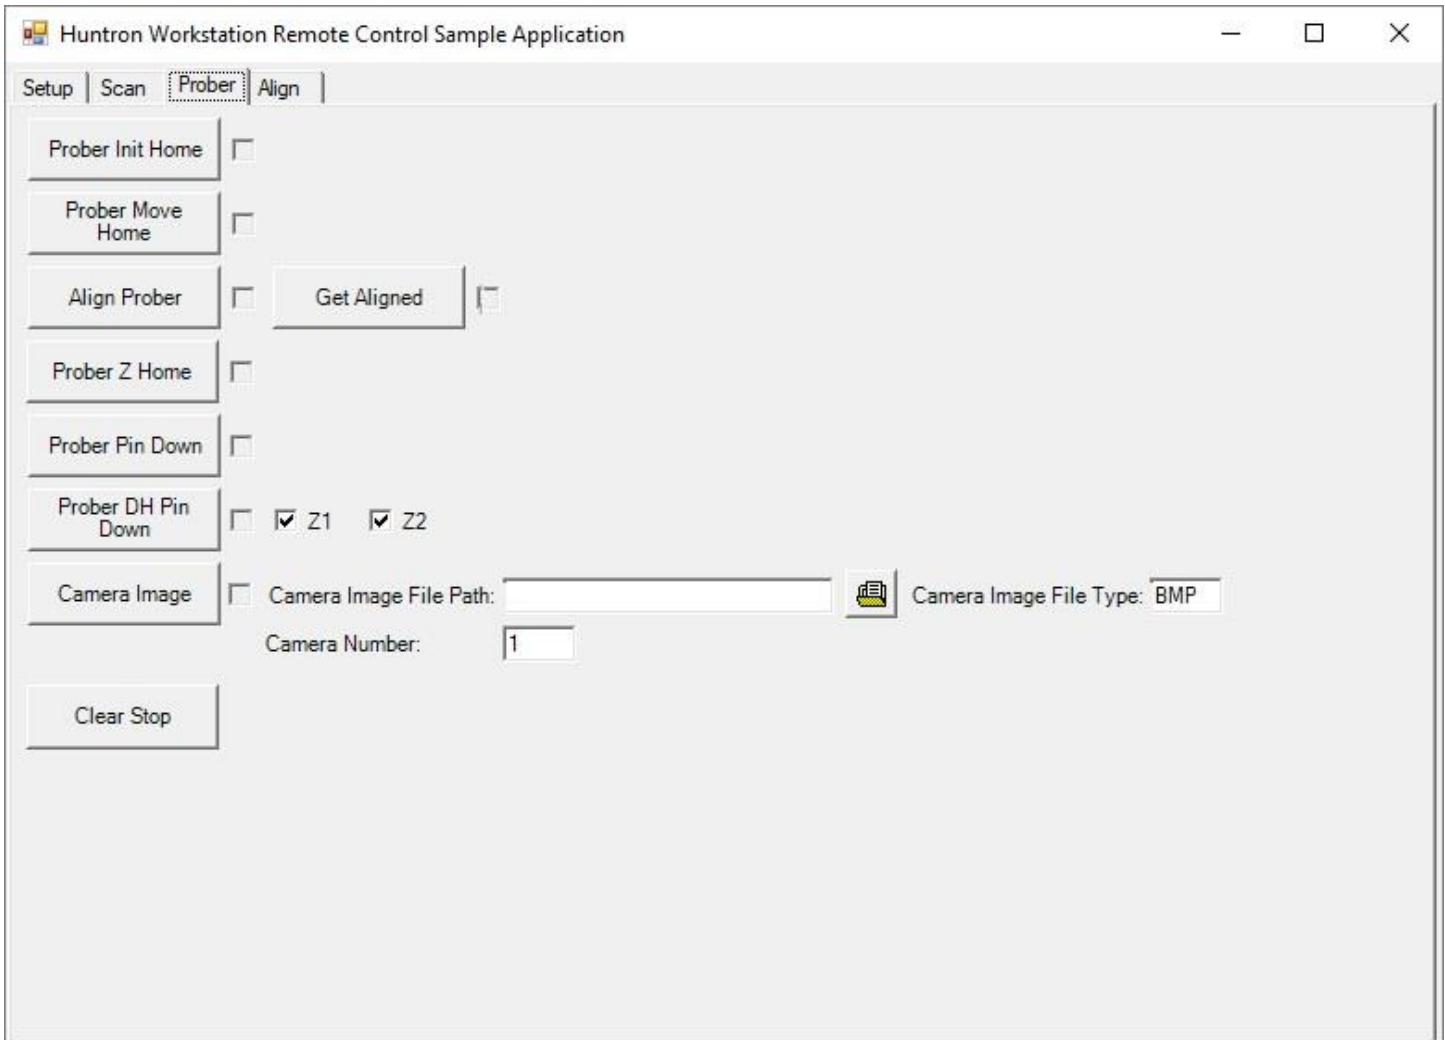 Huntron Workstation Remote Control Sample Application
Setup Scan Prober Align
Prober Init Home
Prober Move
Home
Align Prober Get Aligned
Prober Z Home
Prober Pin Down
Prober DH Pin
Down
Z1 Z2
Camera Image Camera Image File Path: Camera Image File Type: BMP
Camera Number: 1
Clear Stop